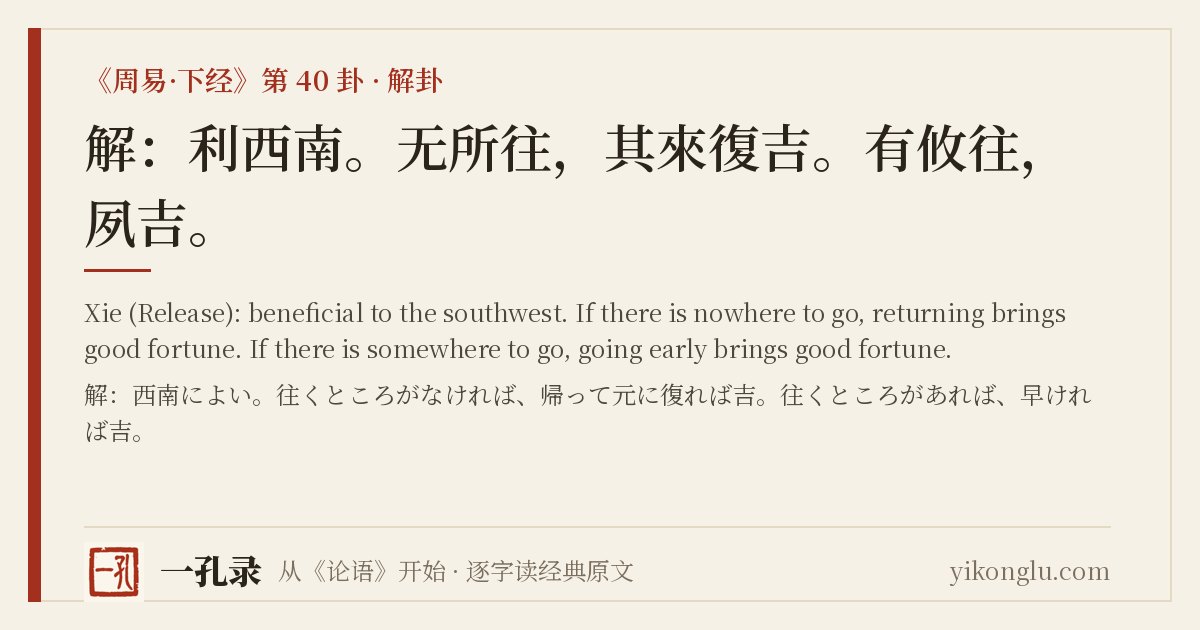 《周易·下经》第 40 卦 · 解卦
解：利西南。无所往，其來復吉。有攸往，
夙吉。
Xie (Release): beneficial to the southwest. If there is nowhere to go, returning brings
good fortune. If there is somewhere to go, going early brings good fortune.
解：西南によい。往くところがなければ、帰って元に復れば吉。往くところがあれば、早けれ
ば吉。
一孔
一孔录 从《论语》开始 · 逐字读经典原文 yikonglu.com